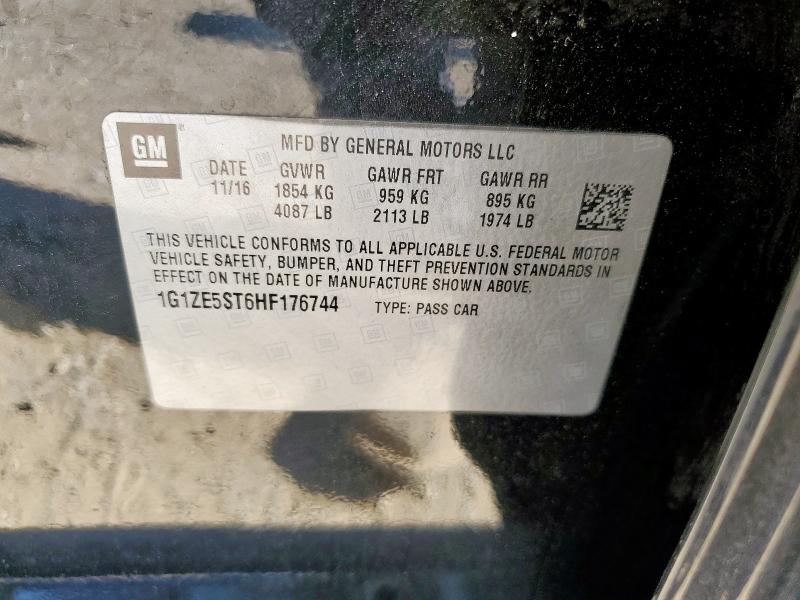 GM
MFD BY GENERAL MOTORS LLC
DATE GVWR GAWR FRT GAWR RR
11/16 1854 KG 959 KG 895 KG
4087 LB 2113 LB 1974 LB
THIS VEHICLE CONFORMS TO ALL APPLICABLE U.S. FEDERAL MOTOR
VEHICLE SAFETY, BUMPER, AND THEFT PREVENTION STANDARDS IN
EFFECT ON THE DATE OF MANUFACTURE SHOWN ABOVE.
1G1ZE5ST6HF176744 TYPE: PASS CAR